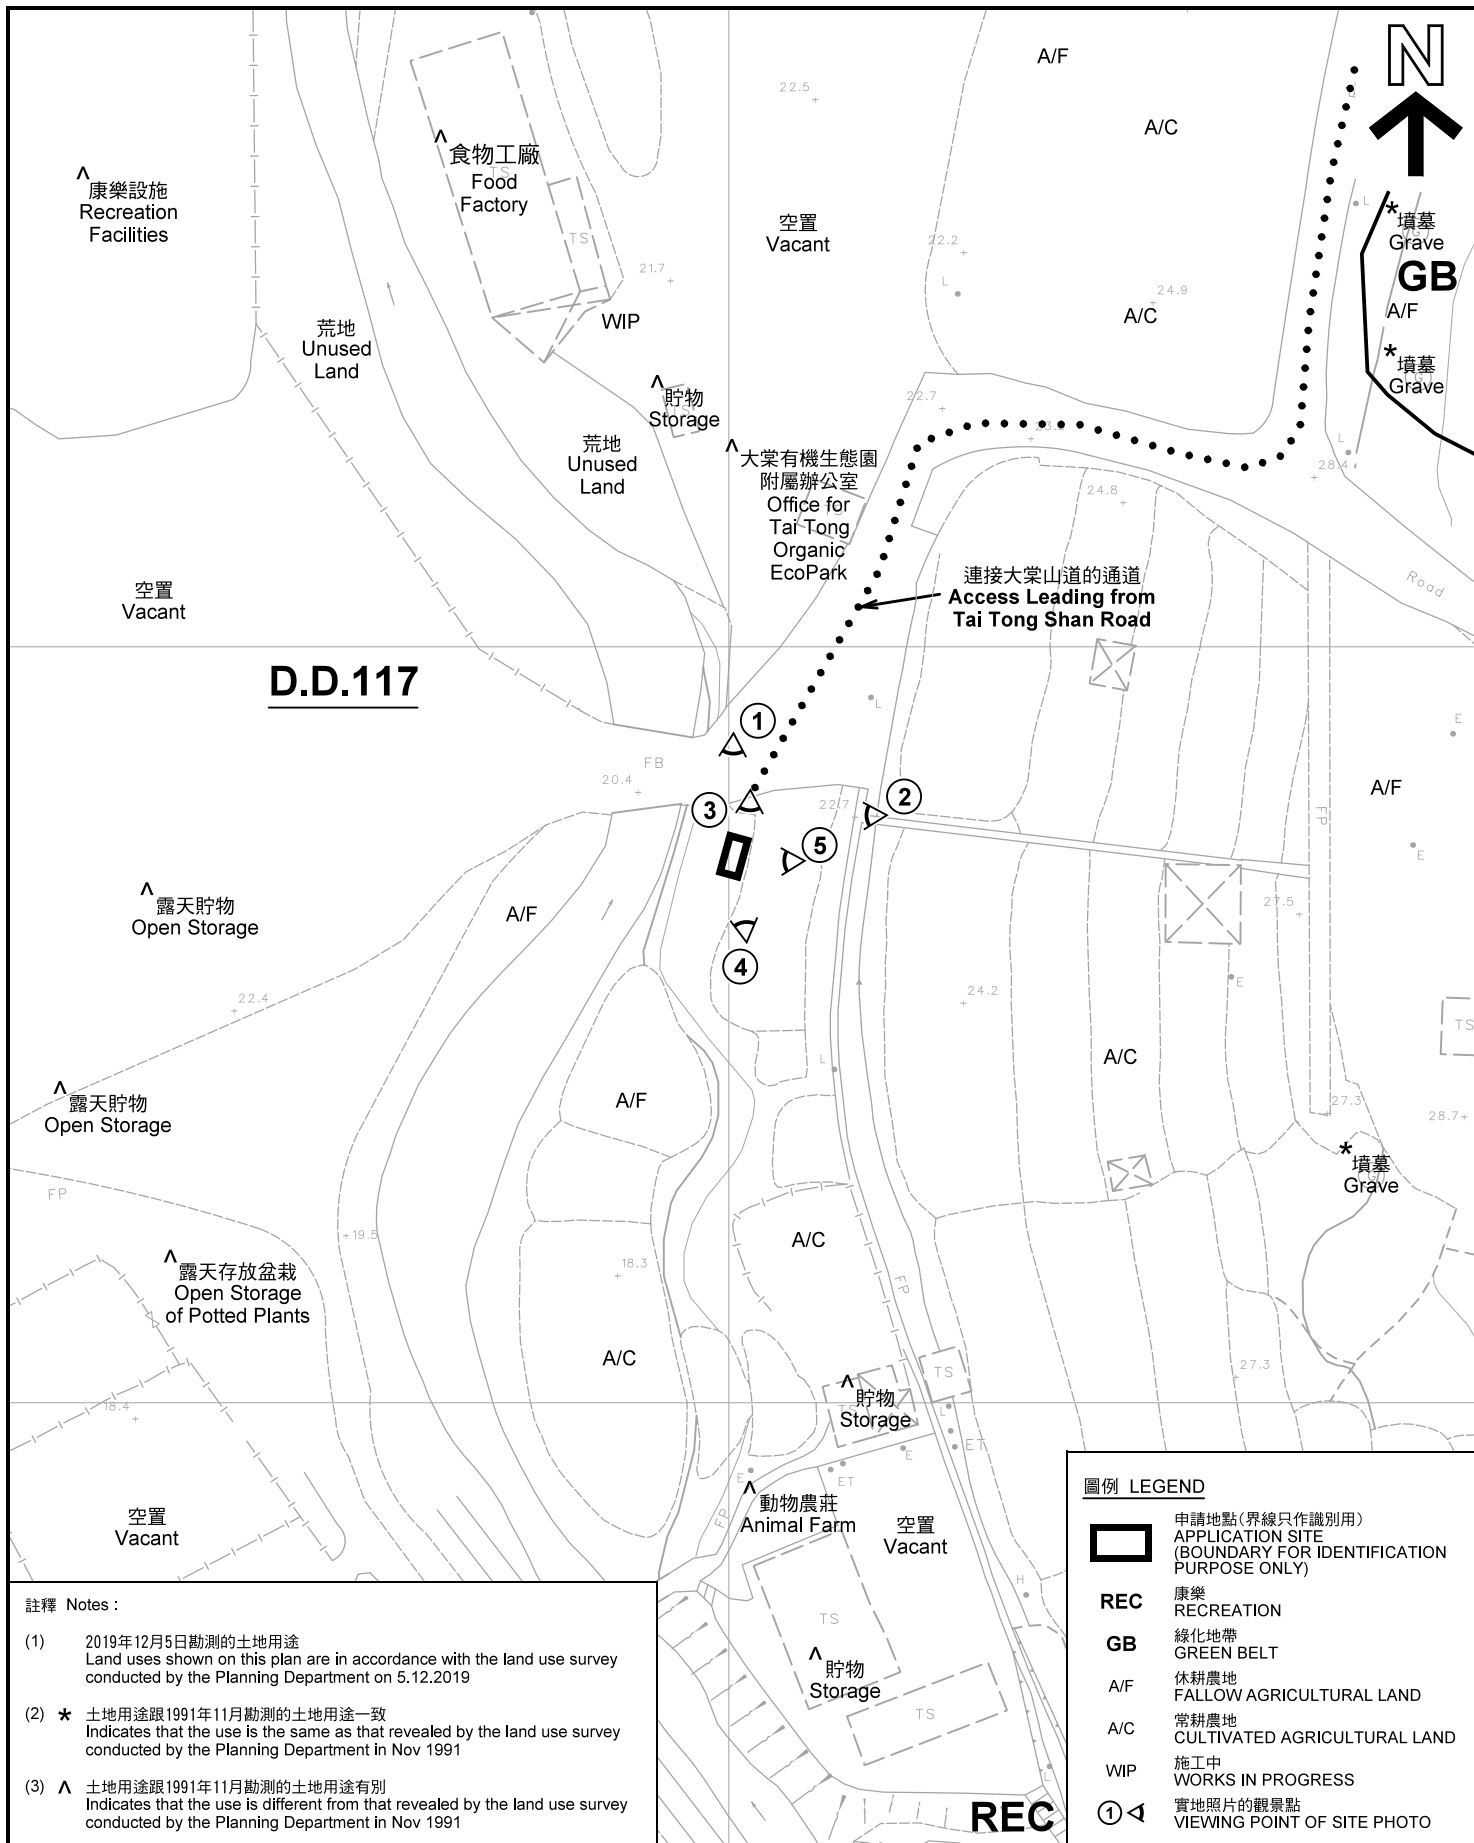 N
A/F
22.5
A/C
^
食物工廠
TS
Food
Factory
^
康樂設施
Recreation
Facilities
L
*
墳墓
G
Grave
GB
空置
Vacant
TS
22.2
L
21.7
24.9
A/F
A/C
WIP
荒地
Unused
Land
*
墳墓
G
Grave
^
貯物
TS
Storage
22.7
L
荒地
Unused
Land
^
大棠有機生態園
附屬辦公室
Office for
TS
Tai Tong
Organic
EcoPark
28.4
24.8
連接大棠山道的通道
Access Leading from
Tai Tong Shan Road
Road
空置
Vacant
D.D.117
L
1
E
FB
20.4
A/F
3
22.7
2
FP
5
E
^
露天貯物
Open Storage
A/F
27.5
4
E
22.4
24.2
TS
A/C
^
露天貯物
Open Storage
L
A/F
27.3
28.7
*
墳墓
G
Grave
FP
19.5
A/C
^
露天存放盆栽
Open Storage
of Potted Plants
18.3
FP
A/C
27.3
TS
^
貯物
TS
Storage
L
18.4
ET
E
E
ET
^
動物農莊
Animal Farm
空置
Vacant
空置
Vacant
FP
H
TS
^
貯物
Storage
TS
L
REC
註釋 Notes :
(1) 2019年12月5日勘測的土地用途
Land uses shown on this plan are in accordance with the land use survey
conducted by the Planning Department on 5.12.2019
(2) * 土地用途跟1991年11月勘測的土地用途一致
Indicates that the use is the same as that revealed by the land use survey
conducted by the Planning Department in Nov 1991
(3) ^ 土地用途跟1991年11月勘測的土地用途有別
Indicates that the use is different from that revealed by the land use survey
conducted by the Planning Department in Nov 1991
圖例 LEGEND
申請地點(界線只作識別用)
APPLICATION SITE
(BOUNDARY FOR IDENTIFICATION
PURPOSE ONLY)
REC 康樂
RECREATION
GB 綠化地帶
GREEN BELT
A/F 休耕農地
FALLOW AGRICULTURAL LAND
A/C 常耕農地
CULTIVATED AGRICULTURAL LAND
WIP 施工中
WORKS IN PROGRESS
1 實地照片的觀景點
VIEWING POINT OF SITE PHOTO